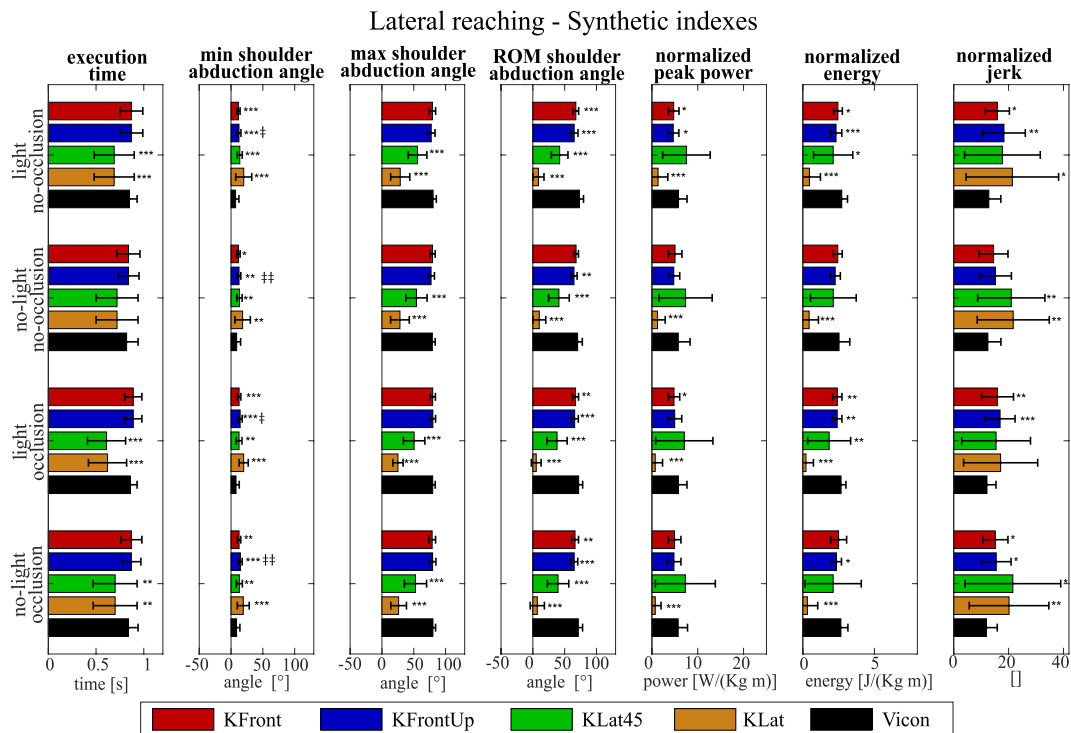 Lateral reaching - Synthetic indexes
execution time
min shoulder abduction angle
max shoulder abduction angle
ROM shoulder abduction angle
normalized peak power
normalized energy
normalized jerk
light no-occlusion
*** *
*** ‡ *** * *** **
*** *** *** *** *
*** *** *** *** *** *** *
no-light no-occlusion
*
** ‡‡ **
** *** *** **
** *** *** *** *** **
light occlusion
*** ** * ** **
*** ‡ *** ** ***
*** ** *** *** **
*** *** *** *** *** ***
no-light occlusion
** ** *
*** ‡‡ *** * *
** ** *** *** *
** *** *** *** *** *** **
0 0.5 1
-50 0 50 100
0 50 100
-50 0 50 100
0 10 20
0 5
0 20 40
time [s]
angle [°]
angle [°]
angle [°]
power [W/(Kg m)]
energy [J/(Kg m)]
[]
KFront KFrontUp KLat45 KLat Vicon